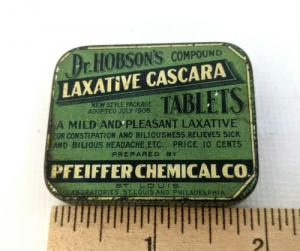 Dr. HOBSON'S COMPOUND
LAXATIVE CASCARA
NEW STYLE PACKAGE
ADOPTED JULY 1906
TABLETS
A MILD AND PLEASANT LAXATIVE
FOR CONSTIPATION AND BILIOUSNESS. RELIEVES SICK
AND BILIOUS HEADACHE, ETC. PRICE 10 CENTS
PREPARED BY
PFEIFFER CHEMICAL CO.
ST. LOUIS
LABORATORIES, ST. LOUIS AND PHILADELPHIA
1
2